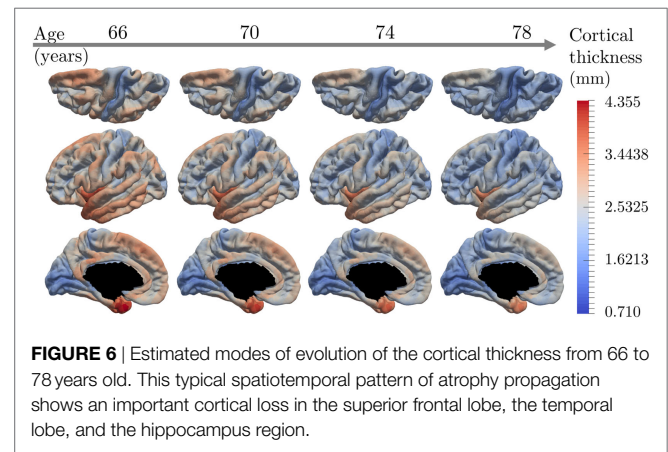 Age 66 70 74 78 Cortical
(years) thickness
(mm)
4.355
3.4438
2.5325
1.6213
0.710
FIGURE 6 | Estimated modes of evolution of the cortical thickness from 66 to
78 years old. This typical spatiotemporal pattern of atrophy propagation
shows an important cortical loss in the superior frontal lobe, the temporal
lobe, and the hippocampus region.